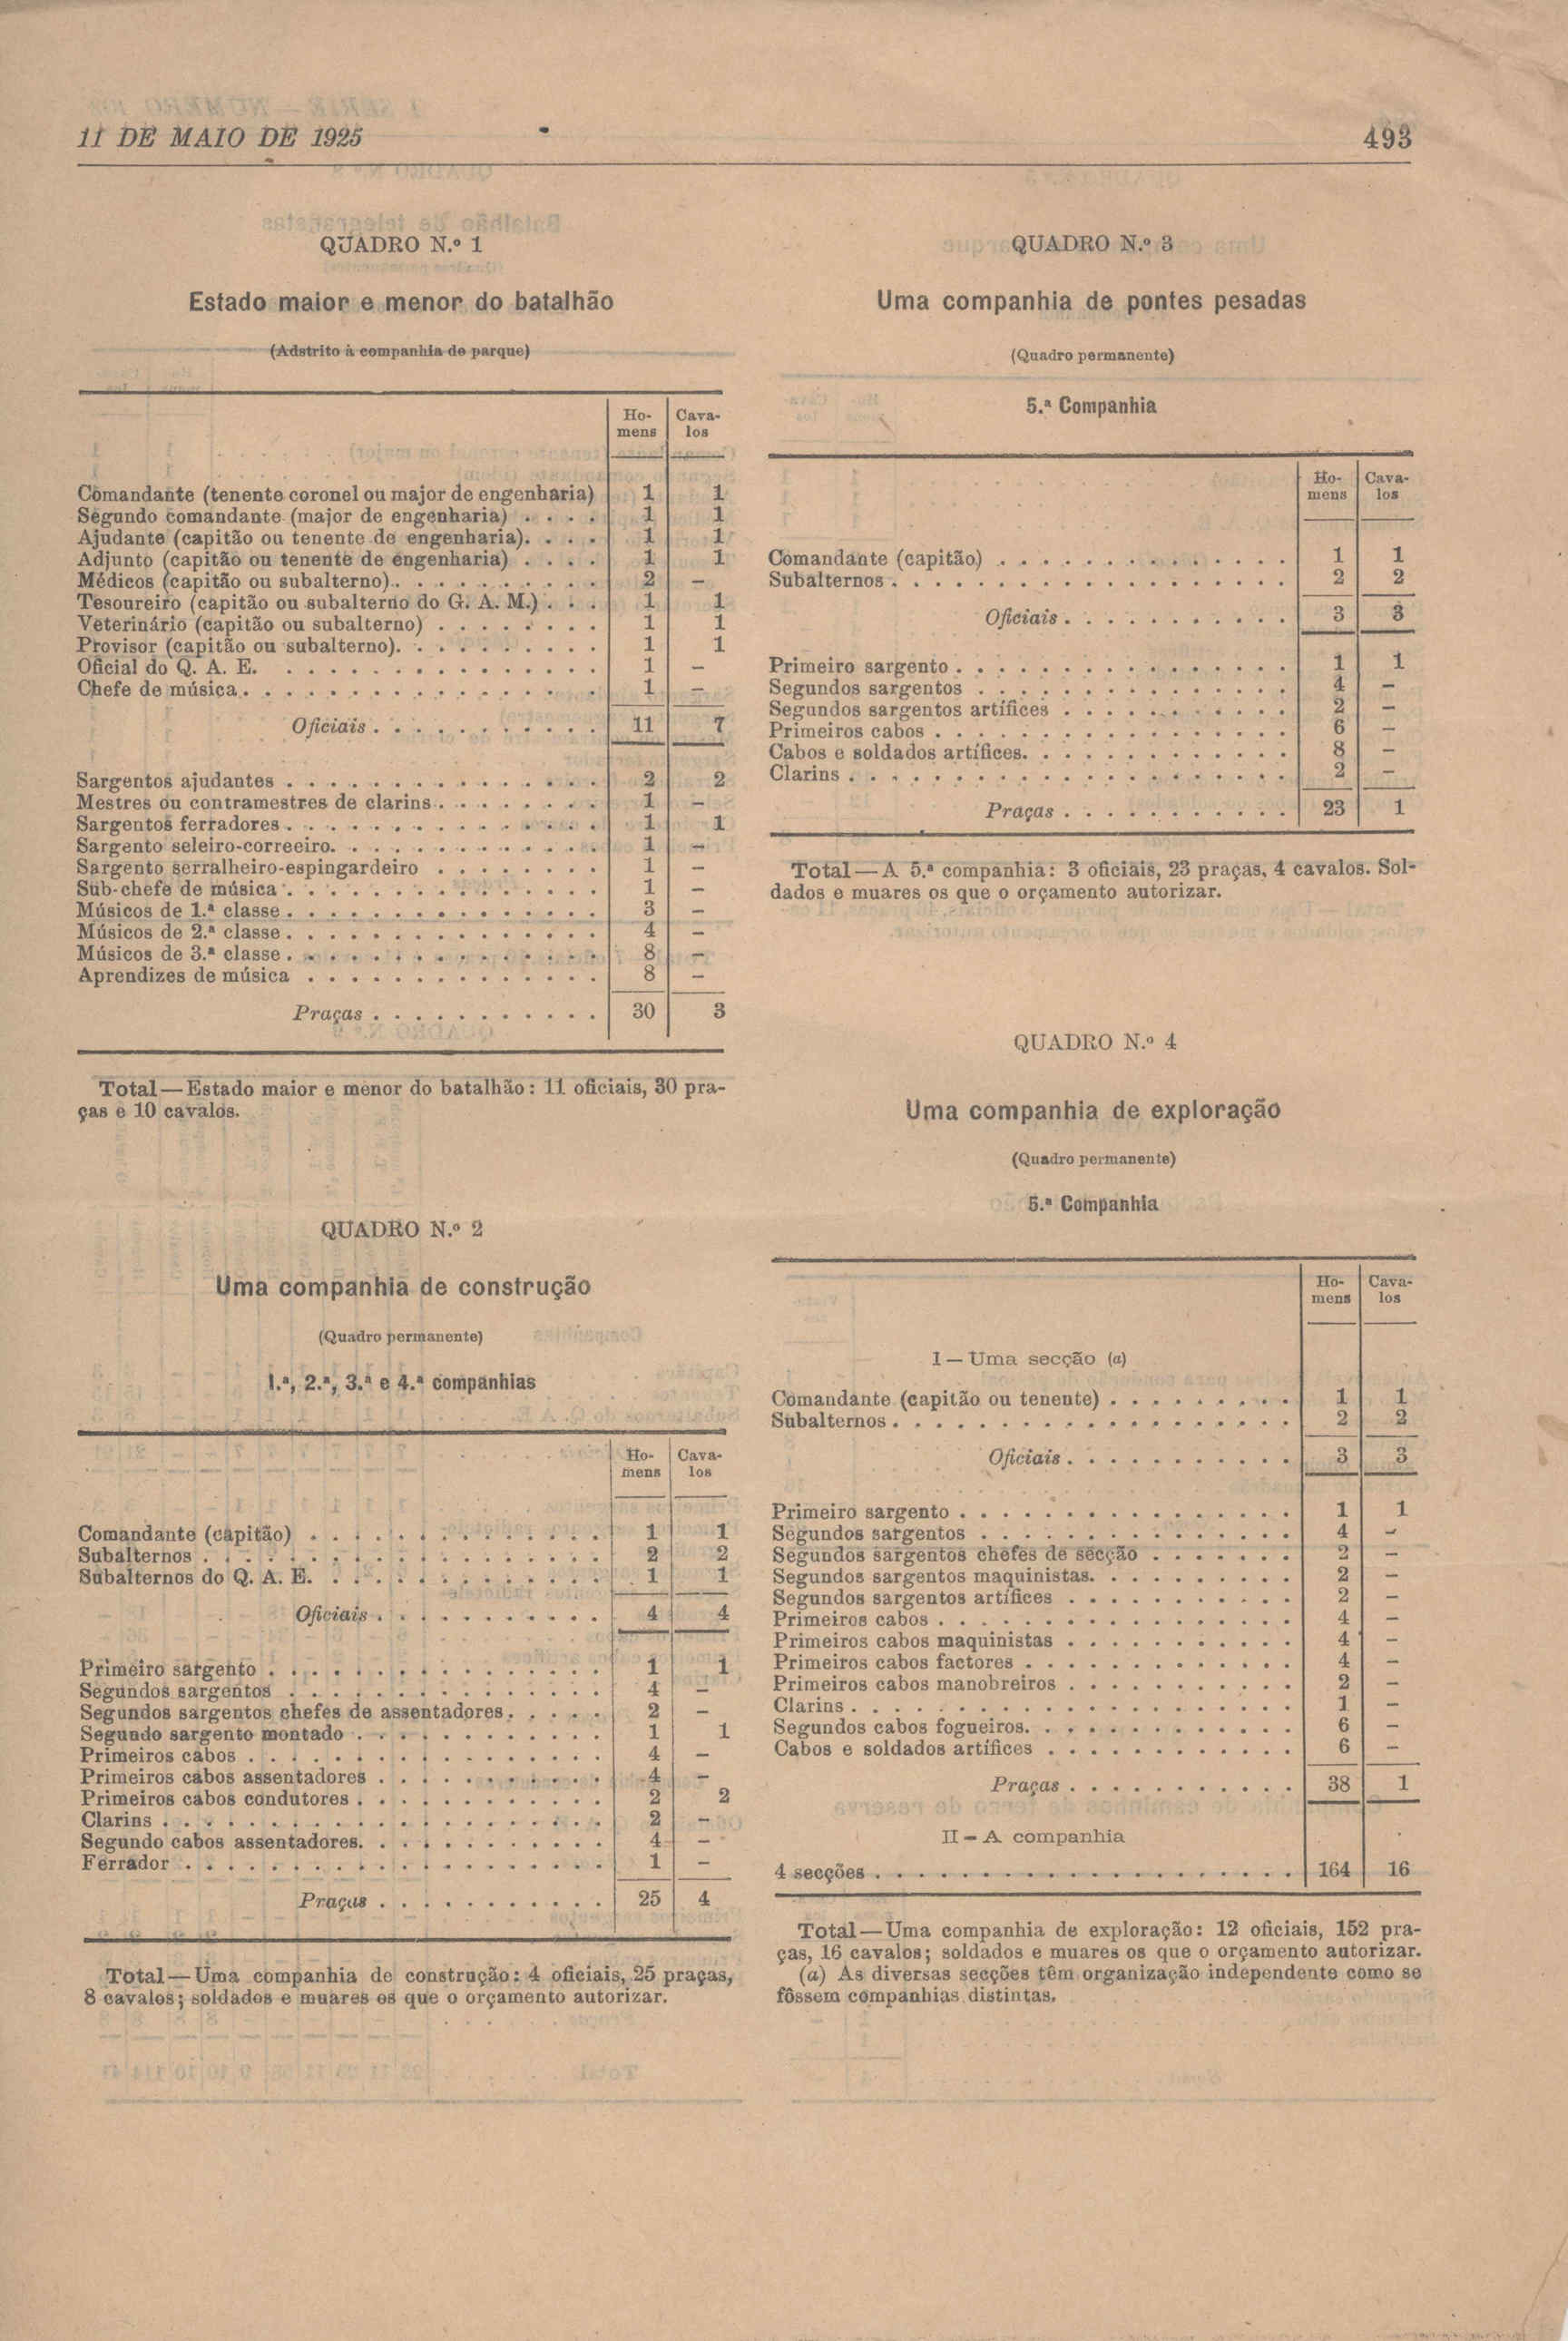 11 DE MAIO DE 1925
493
QUADRO N.º 1
Estado maior e menor do batalhão
(Adstrito à companhia de parque)
Ho-
mens
Cava-
los
Comandante (tenente coronel ou major de engenharia) 1 1
Segundo comandante (major de engenharia) . . . . 1 1
Ajudante (capitão ou tenente de engenharia). . . . 1 1
Adjunto (capitão ou tenente de engenharia) . . . . 1 1
Médicos (capitão ou subalterno). . . . . . . . . . 2 –
Tesoureiro (capitão ou subalterno do G. A. M.) . . . 1 1
Veterinário (capitão ou subalterno) . . . . . . . . 1 1
Provisor (capitão ou subalterno). . . . . . . . . . 1 1
Oficial do Q. A. E. . . . . . . . . . . . . . . . 1 –
Chefe de música. . . . . . . . . . . . . . . . . 1 –
Oficiais . . . . . . . . . . . 11 7
Sargentos ajudantes . . . . . . . . . . . . . . . 2 2
Mestres ou contramestres de clarins . . . . . . . . 1 –
Sargentos ferradores . . . . . . . . . . . . . . . 1 1
Sargento seleiro-correeiro. . . . . . . . . . . . . 1 –
Sargento serralheiro-espingardeiro . . . . . . . . 1 –
Sub-chefe de música . . . . . . . . . . . . . . . 1 –
Músicos de 1.ª classe . . . . . . . . . . . . . . . 3 –
Músicos de 2.ª classe . . . . . . . . . . . . . . . 4 –
Músicos de 3.ª classe . . . . . . . . . . . . . . . 8 –
Aprendizes de música . . . . . . . . . . . . . . 8 –
Praças . . . . . . . . . . . 30 3
Total — Estado maior e menor do batalhão: 11 oficiais, 30 pra-
ças e 10 cavalos.
QUADRO N.º 2
Uma companhia de construção
(Quadro permanente)
1.ª, 2.ª, 3.ª e 4.ª companhias
Ho-
mens
Cava-
los
Comandante (capitão) . . . . . . . . . . . . . . 1 1
Subalternos . . . . . . . . . . . . . . . . . . . 2 2
Subalternos do Q. A. E. . . . . . . . . . . . . . 1 1
Oficiais . . . . . . . . . . . 4 4
Primeiro sargento . . . . . . . . . . . . . . . . 1 1
Segundos sargentos . . . . . . . . . . . . . . . 4 –
Segundos sargentos chefes de assentadores. . . . . 2 –
Segundo sargento montado . . . . . . . . . . . . 1 1
Primeiros cabos . . . . . . . . . . . . . . . . . 4 –
Primeiros cabos assentadores . . . . . . . . . . . 4 –
Primeiros cabos condutores . . . . . . . . . . . . 2 2
Clarins . . . . . . . . . . . . . . . . . . . . . 2 –
Segundo cabos assentadores. . . . . . . . . . . . 4 –
Ferrador . . . . . . . . . . . . . . . . . . . . 1 –
Praças . . . . . . . . . . . 25 4
Total — Uma companhia de construção: 4 oficiais, 25 praças,
8 cavalos; soldados e muares os que o orçamento autorizar.
QUADRO N.º 3
Uma companhia de pontes pesadas
(Quadro permanente)
5.ª Companhia
Ho-
mens
Cava-
los
Comandante (capitão) . . . . . . . . . . . . . . 1 1
Subalternos . . . . . . . . . . . . . . . . . . . 2 2
Oficiais . . . . . . . . . . . 3 3
Primeiro sargento . . . . . . . . . . . . . . . . 1 1
Segundos sargentos . . . . . . . . . . . . . . . 4 –
Segundos sargentos artífices . . . . . . . . . . . 2 –
Primeiros cabos . . . . . . . . . . . . . . . . . 6 –
Cabos e soldados artífices. . . . . . . . . . . . . 8 –
Clarins . . . . . . . . . . . . . . . . . . . . . 2 –
Praças . . . . . . . . . . . 23 1
Total — A 5.ª companhia: 3 oficiais, 23 praças, 4 cavalos. Sol-
dados e muares os que o orçamento autorizar.
QUADRO N.º 4
Uma companhia de exploração
(Quadro permanente)
5.ª Companhia
Ho-
mens
Cava-
los
I — Uma secção (a)
Comandante (capitão ou tenente) . . . . . . . . . 1 1
Subalternos . . . . . . . . . . . . . . . . . . . 2 2
Oficiais . . . . . . . . . . . 3 3
Primeiro sargento . . . . . . . . . . . . . . . . 1 1
Segundos sargentos . . . . . . . . . . . . . . . 4 –
Segundos sargentos chefes de secção . . . . . . . 2 –
Segundos sargentos maquinistas. . . . . . . . . . 2 –
Segundos sargentos artífices . . . . . . . . . . . 2 –
Primeiros cabos . . . . . . . . . . . . . . . . . 4 –
Primeiros cabos maquinistas . . . . . . . . . . . 4 –
Primeiros cabos factores . . . . . . . . . . . . . 4 –
Primeiros cabos manobreiros . . . . . . . . . . . 2 –
Clarins . . . . . . . . . . . . . . . . . . . . . 1 –
Segundos cabos fogueiros. . . . . . . . . . . . . 6 –
Cabos e soldados artífices . . . . . . . . . . . . 6 –
Praças . . . . . . . . . . . 38 1
II — A companhia
4 secções . . . . . . . . . . . . . . . . . . . . 164 16
Total — Uma companhia de exploração: 12 oficiais, 152 pra-
ças, 16 cavalos; soldados e muares os que o orçamento autorizar.
(a) As diversas secções têm organização independente como se
fôssem companhias distintas.